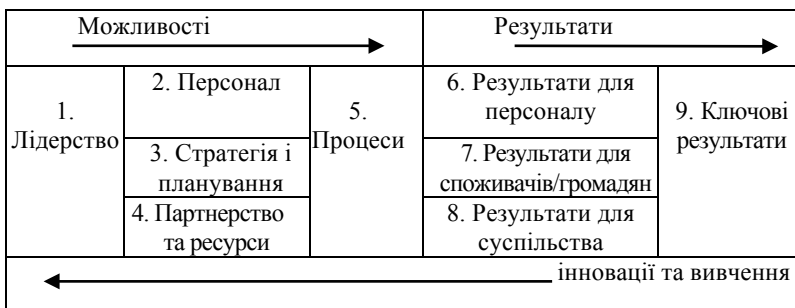 Можливості
Результати
1.
Лідерство
2. Персонал
3. Стратегія і
планування
4. Партнерство
та ресурси
5.
Процеси
6. Результати для
персоналу
7. Результати для
споживачів/громадян
8. Результати для
суспільства
9. Ключові
результати
інновації та вивчення